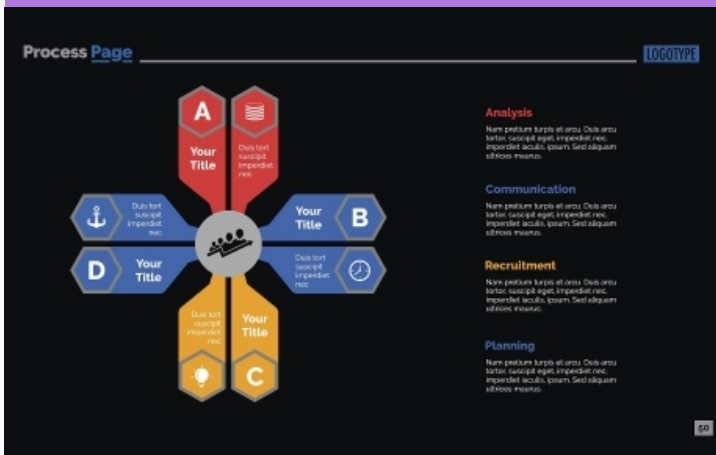 Process Page
LOGOTYPE
A
Your
Title
Duis tort
suscipit
imperdiet
nec
Duis tort
suscipit
imperdiet
nec
Your
Title
B
D
Your
Title
Duis tort
suscipit
imperdiet
nec
Duis tort
suscipit
imperdiet
nec
Your
Title
C
Analysis
Nam pretium turpis et arcu. Duis arcu
tortor, suscipit eget, imperdiet nec,
imperdiet iaculis, ipsum. Sed aliquam
ultrices mauris.
Communication
Nam pretium turpis et arcu. Duis arcu
tortor, suscipit eget, imperdiet nec,
imperdiet iaculis, ipsum. Sed aliquam
ultrices mauris.
Recruitment
Nam pretium turpis et arcu. Duis arcu
tortor, suscipit eget, imperdiet nec,
imperdiet iaculis, ipsum. Sed aliquam
ultrices mauris.
Planning
Nam pretium turpis et arcu. Duis arcu
tortor, suscipit eget, imperdiet nec,
imperdiet iaculis, ipsum. Sed aliquam
ultrices mauris.
50